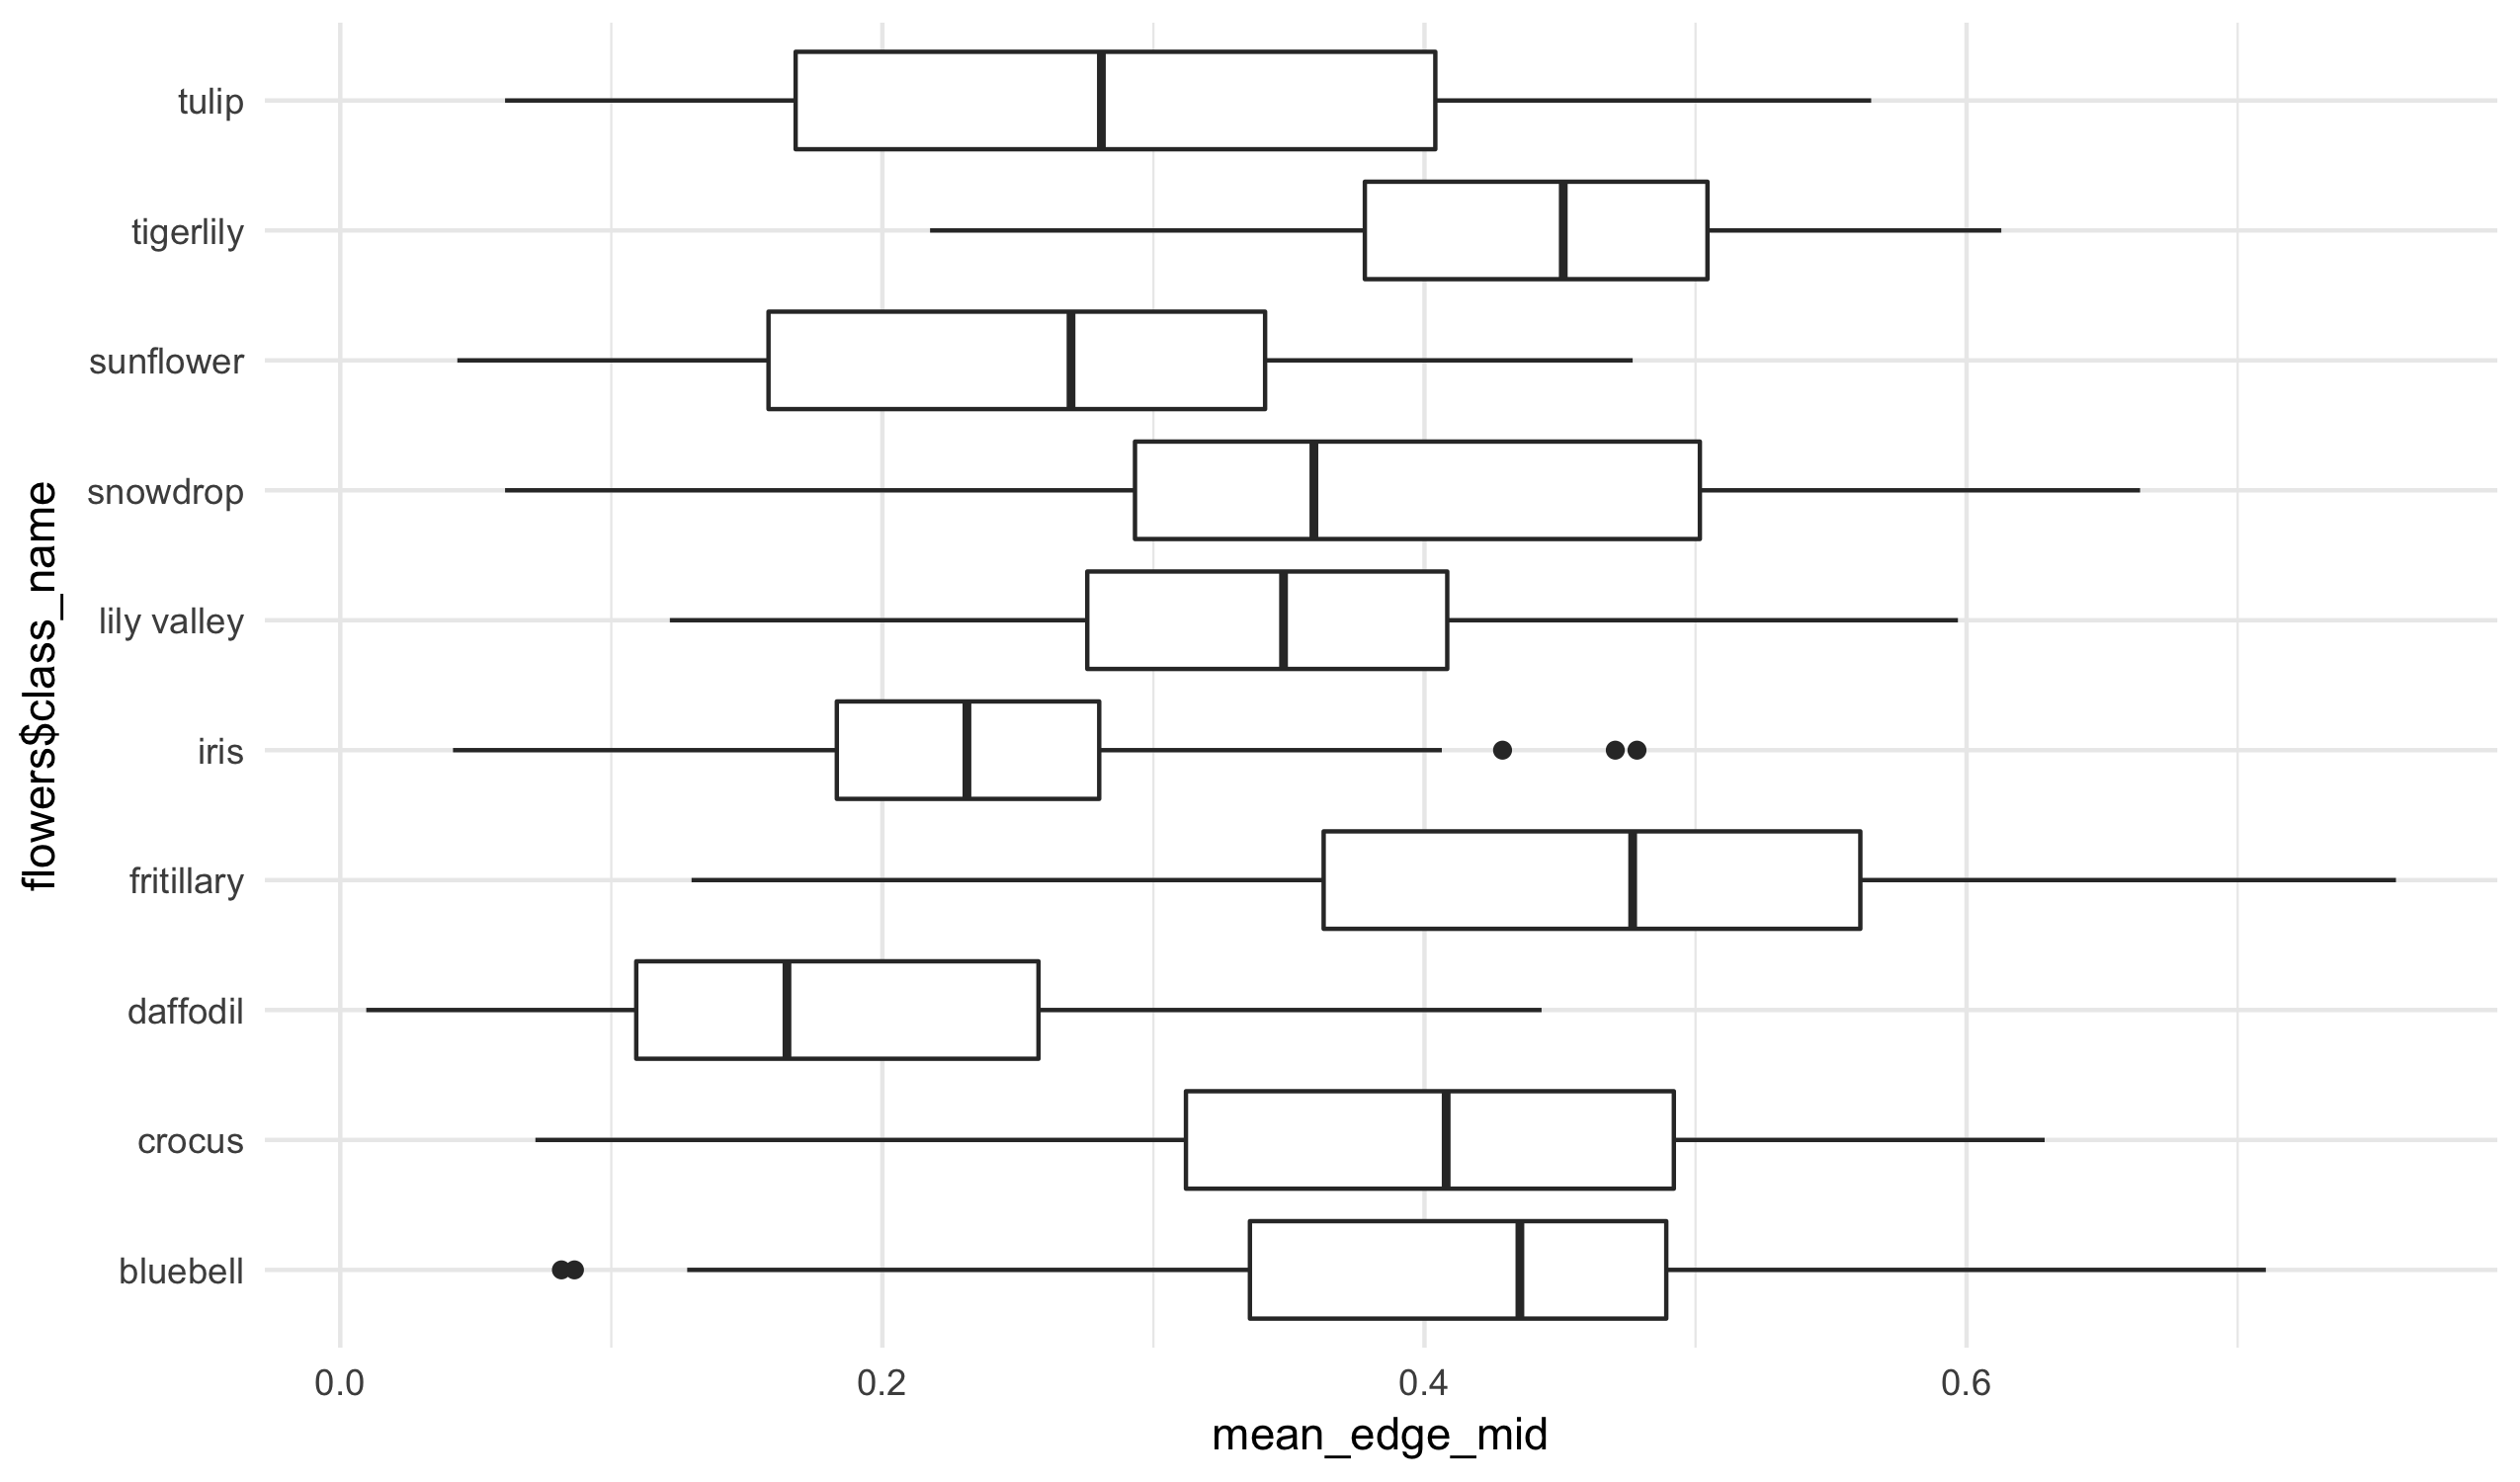 flowers$class_name
tulip
tigerlily
sunflower
snowdrop
lily valley
iris
fritillary
daffodil
crocus
bluebell
0.0 0.2 0.4 0.6
mean_edge_mid